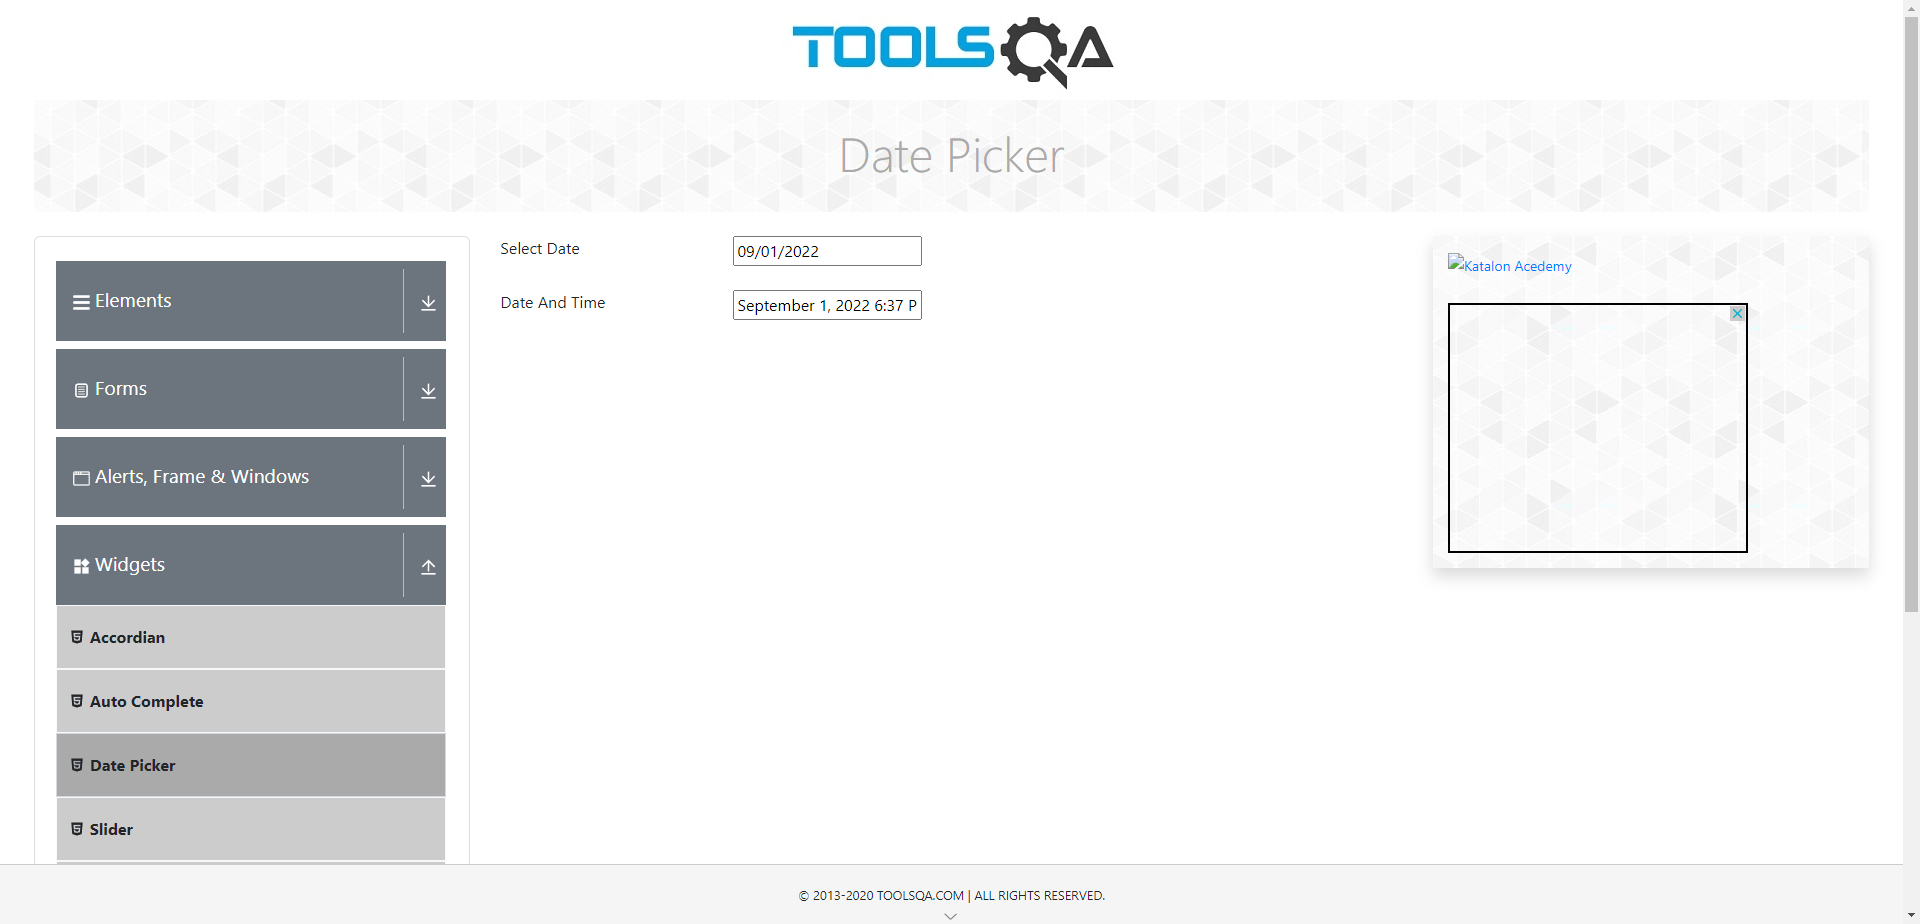 TOOLSQA
Date Picker
Elements
Forms
Alerts, Frame & Windows
Widgets
Accordian
Auto Complete
Date Picker
Slider
Select Date
09/01/2022
Date And Time
September 1, 2022 6:37 P
Katalon Acedemy
© 2013-2020 TOOLSQA.COM | ALL RIGHTS RESERVED.